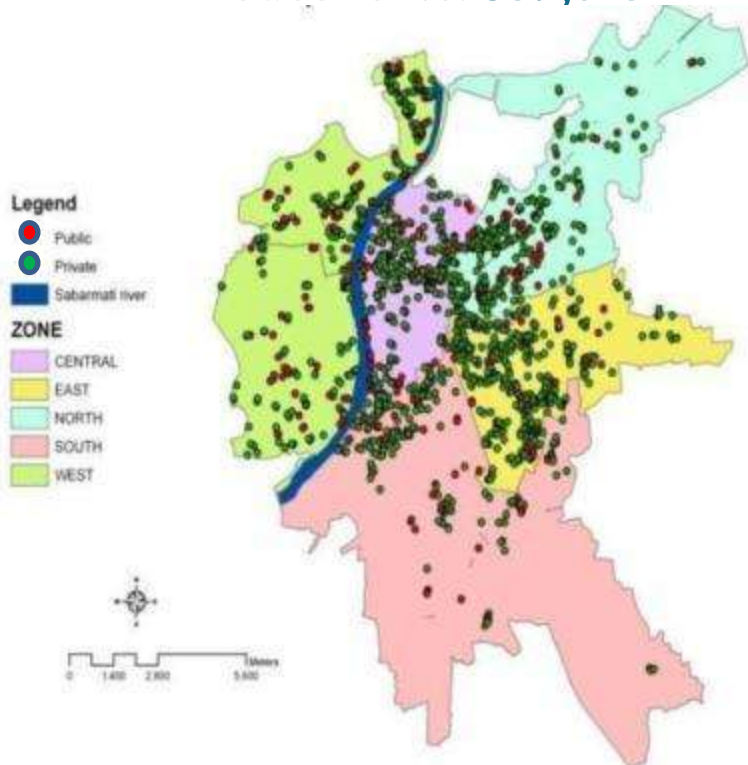 Legend
Public
Private
Sabarmati river
ZONE
CENTRAL
EAST
NORTH
SOUTH
WEST
0 1,400 2,800 5,600
Meters